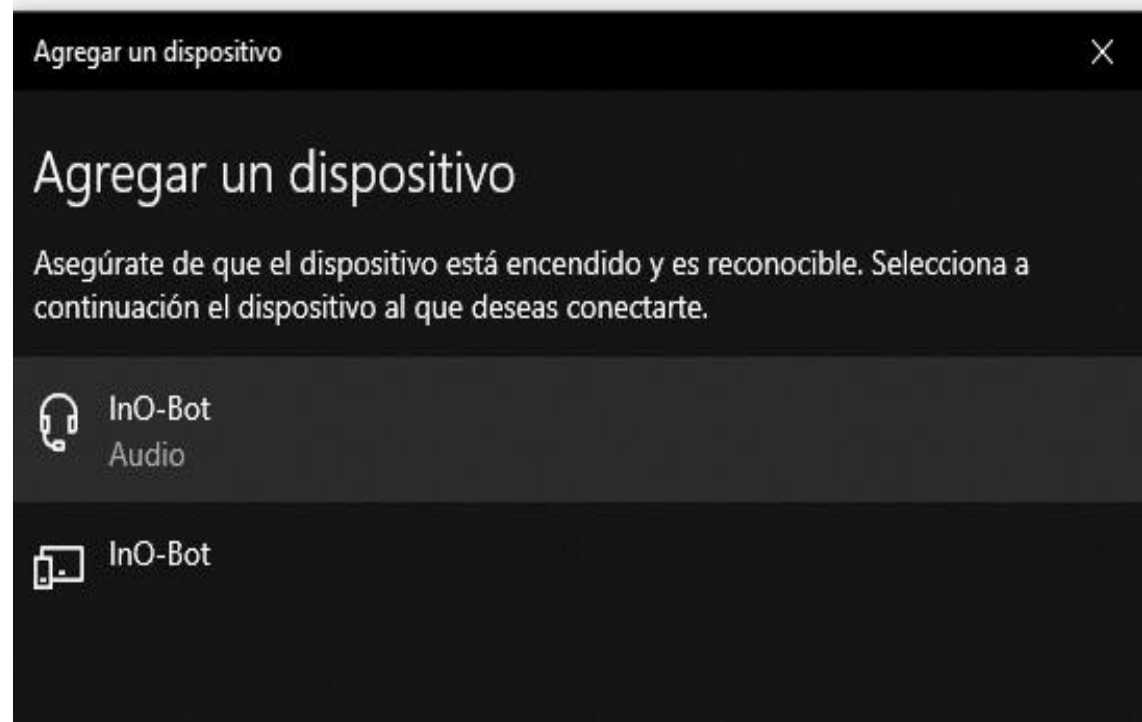 Agregar un dispositivo
Agregar un dispositivo
Asegúrate de que el dispositivo está encendido y es reconocible. Selecciona a
continuación el dispositivo al que deseas conectarte.
InO-Bot
Audio
InO-Bot